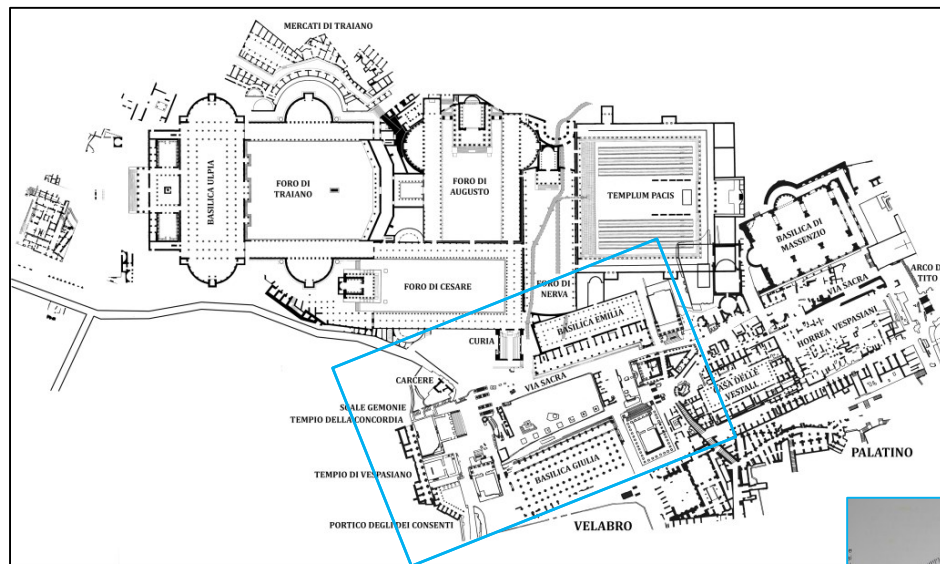 MERCATI DI TRAIANO
BASILICA ULPIA
FORO DI
TRAIANO
FORO DI
AUGUSTO
TEMPLUM PACIS
BASILICA DI
MASSENZIO
ARCO DI
TITO
VIA SACRA
FORO DI CESARE
FORO DI
NERVA
BASILICA EMILIA
HORREA VESPASIANI
CURIA
VIA SACRA
CASA DELLE
VESTALI
CARCERE
SCALE GEMONIE
TEMPIO DELLA CONCORDIA
BASILICA GIULIA
TEMPIO DI VESPASIANO
PALATINO
PORTICO DEGLI DEI CONSENTI
VELABRO